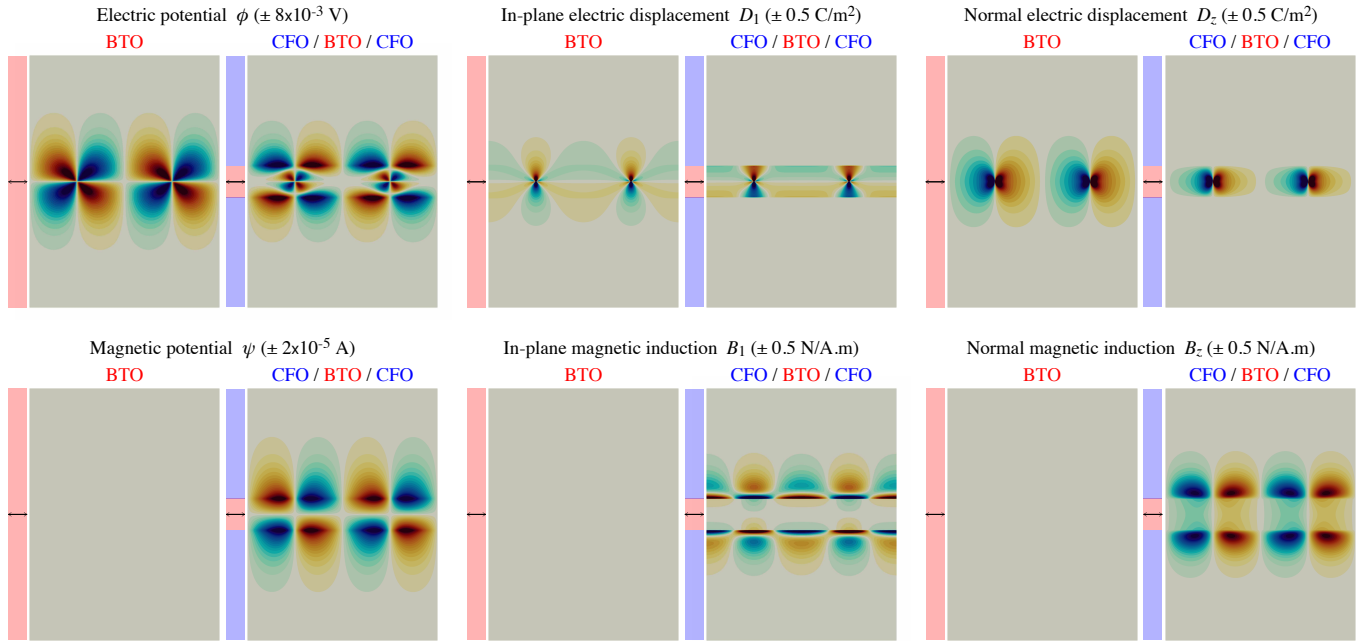 Electric potential ϕ (± 8x10⁻³ V)
BTO CFO / BTO / CFO
In-plane electric displacement D₁ (± 0.5 C/m²)
BTO CFO / BTO / CFO
Normal electric displacement D_z (± 0.5 C/m²)
BTO CFO / BTO / CFO
Magnetic potential ψ (± 2x10⁻⁵ A)
BTO CFO / BTO / CFO
In-plane magnetic induction B₁ (± 0.5 N/A.m)
BTO CFO / BTO / CFO
Normal magnetic induction B_z (± 0.5 N/A.m)
BTO CFO / BTO / CFO